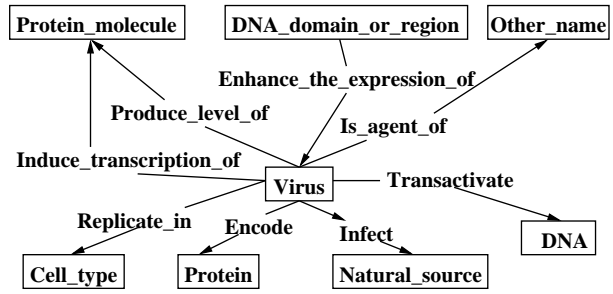 Protein_molecule DNA_domain_or_region Other_name
Enhance_the_expression_of
Produce_level_of
Is_agent_of
Induce_transcription_of
Virus
Transactivate
Replicate_in
Encode
Infect
DNA
Cell_type
Protein
Natural_source